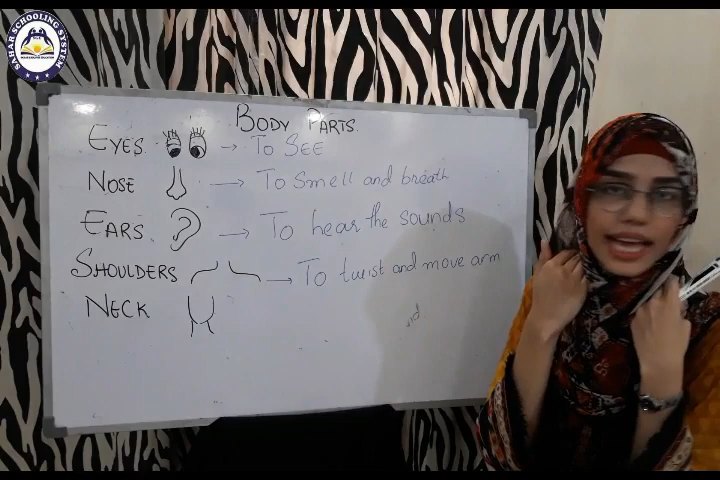 SAHAR SCHOOLING SYSTEM
BODY PARTS
EYES → TO SEE
NOSE → To Smell and breath
EARS → To hear the sounds
SHOULDERS → To twist and move arm
NECK